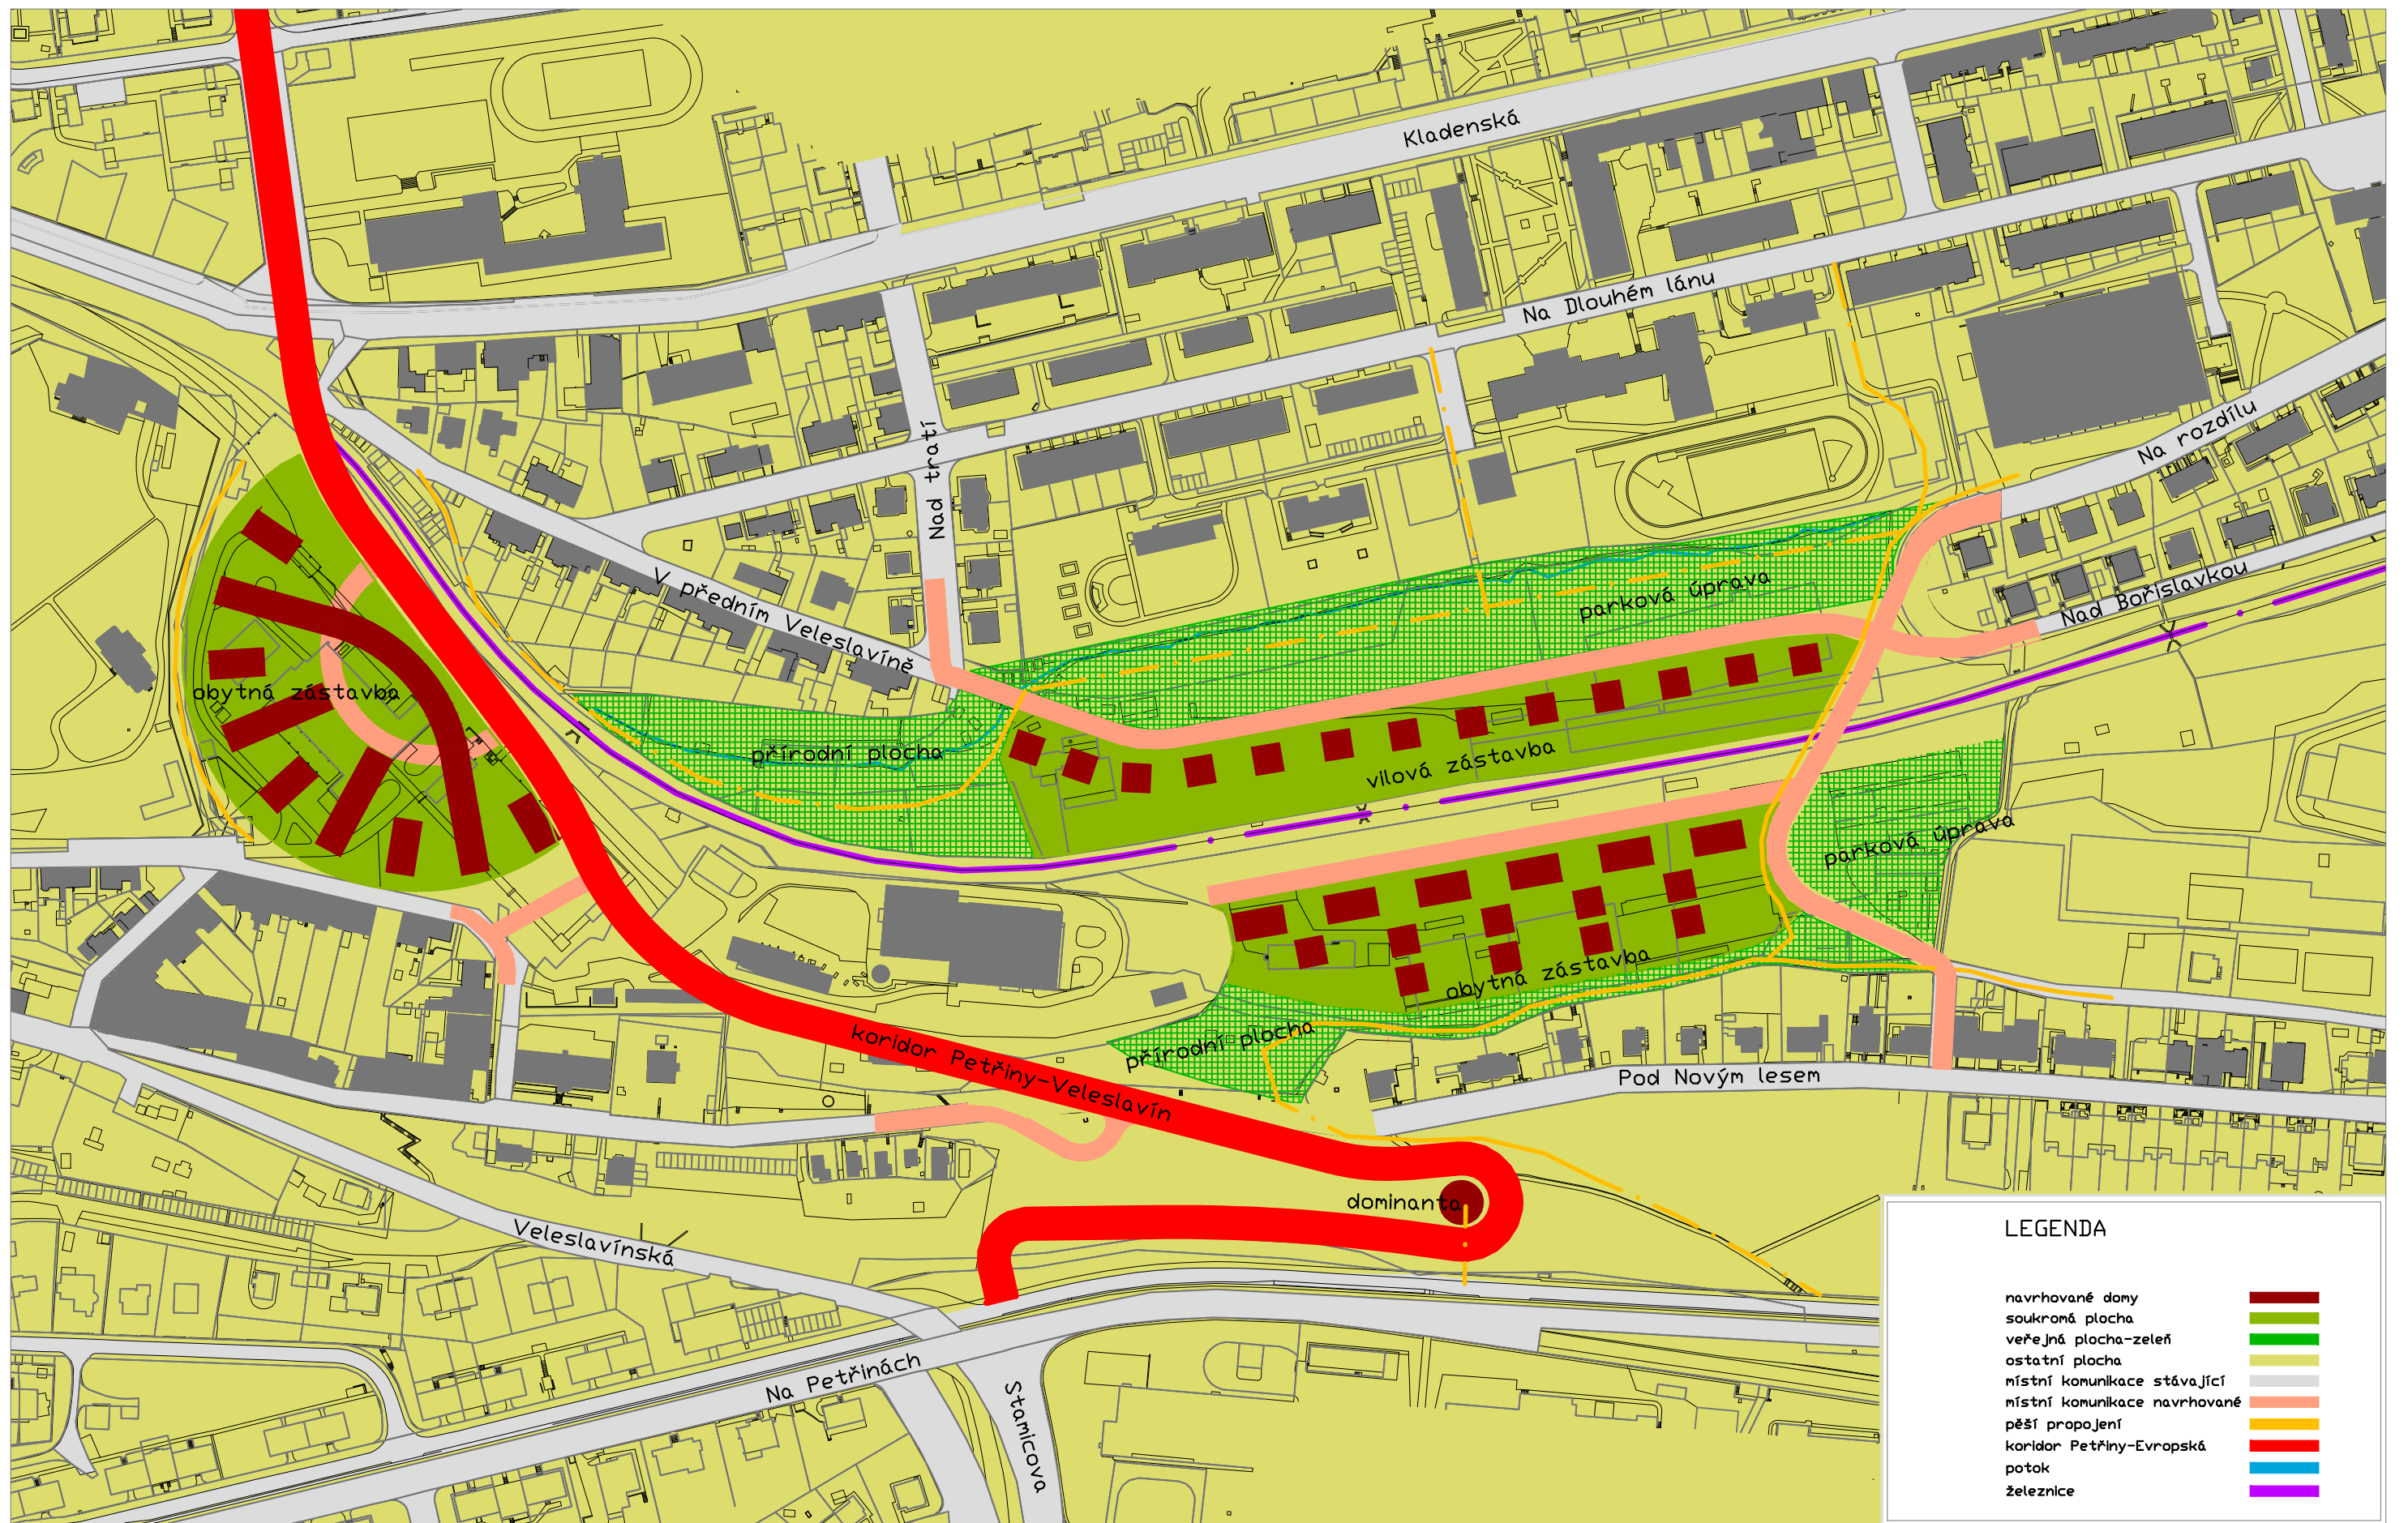 Kladenská
Na Dlouhém lánu
Na rozdílu
Nad tratí
V předním Veleslavíně
parková úprava
Nad Bořislavkou
obytná zástavba
přírodní plocha
vilová zástavba
parková úprava
obytná zástavba
přírodní plocha
koridor Petřiny-Veleslavín
Pod Novým lesem
dominanta
Veleslavínská
Na Petřinách
Stamicova
LEGENDA
navrhované domy
soukromá plocha
veřejná plocha-zeleň
ostatní plocha
místní komunikace stávající
místní komunikace navrhované
pěší propojení
koridor Petřiny-Evropská
potok
železnice